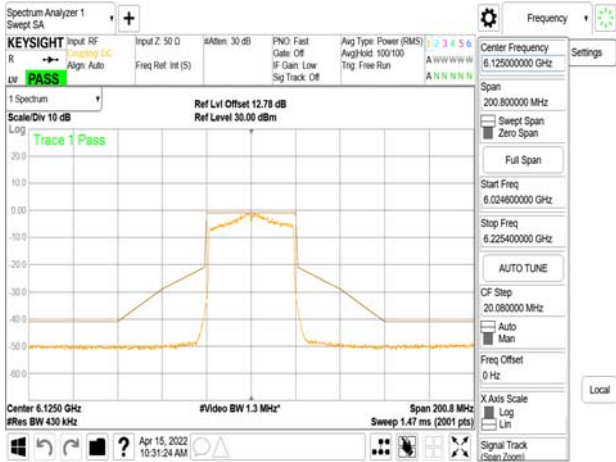 Spectrum Analyzer 1
Swept SA
Frequency
KEYSIGHT
R
LU
PASS
Input: RF
Coupling: DC
Align: Auto
Input Z: 50 Ω
Freq Ref: Int (S)
#Atten: 30 dB
PNO: Fast
Gate: Off
IF Gain: Low
Sig Track: Off
Avg Type: Power (RMS)
Avg|Hold: 100/100
Trig: Free Run
1 2 3 4 5 6
A W W W W W
A N N N N N
Center Frequency
6.125000000 GHz
Settings
Span
200.800000 MHz
Swept Span
Zero Span
Full Span
Start Freq
6.024600000 GHz
Stop Freq
6.225400000 GHz
AUTO TUNE
CF Step
20.080000 MHz
Auto
Man
Freq Offset
0 Hz
X Axis Scale
Log
Lin
Local
Signal Track
(Span Zoom)
1 Spectrum
Scale/Div 10 dB
Ref Lvl Offset 12.78 dB
Ref Level 30.00 dBm
Log
Trace 1 Pass
20.0
10.0
0.00
-10.0
-20.0
-30.0
-40.0
-50.0
-60.0
Center 6.1250 GHz
#Video BW 1.3 MHz*
Span 200.8 MHz
#Res BW 430 kHz
Sweep 1.47 ms (2001 pts)
?
Apr 15, 2022
10:31:24 AM